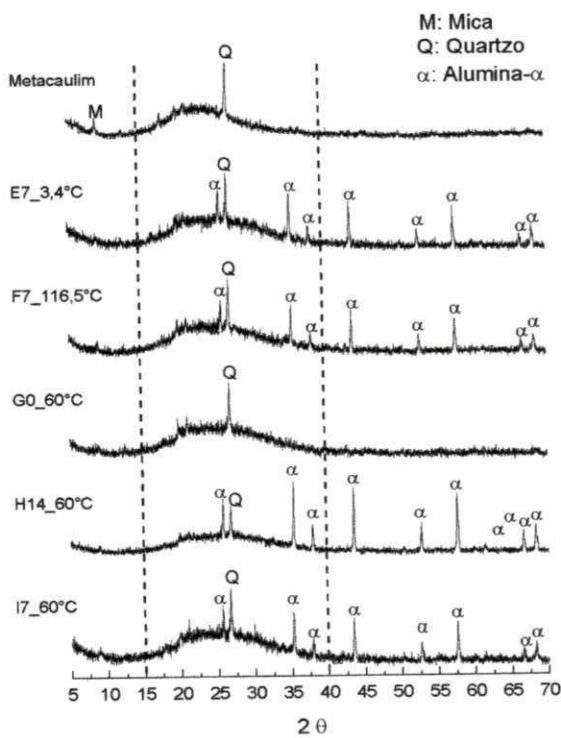 M: Mica
Q: Quartzo
α: Alumina-α
Q
Metacaulim
M
Q
E7_3,4°C
α α α α α α α α
Q
F7_116,5°C
α α α α α α α α
Q
G0_60°C
α α α α α α α α α
H14_60°C
Q
Q
I7_60°C
α α α α α α α α
5 10 15 20 25 30 35 40 45 50 55 60 65 70
2 θ